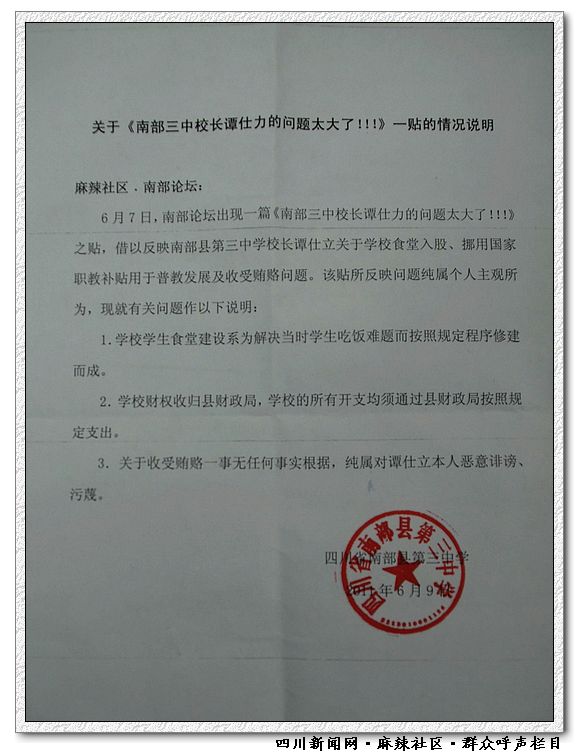 关于《南部三中校长谭仕力的问题太大了!!!》一贴的情况说明
麻辣社区．南部论坛：
6月7日，南部论坛出现一篇《南部三中校长谭仕力的问题太大了!!!》
之贴，借以反映南部县第三中学校长谭仕立关于学校食堂入股、挪用国家
职教补贴用于普教发展及收受贿赂问题。该贴所反映问题纯属个人主观所
为，现就有关问题作以下说明：
1.学校学生食堂建设系为解决当时学生吃饭难题而按照规定程序修建
而成。
2．学校财权收归县财政局，学校的所有开支均须通过县财政局按照规
定支出。
3．关于收受贿赂一事无任何事实根据，纯属对谭仕立本人恶意诽谤、
污蔑。
四川省南部县第三中学
2011年6月9日
四川省南部县第三中学
四川新闻网·麻辣社区·群众呼声栏目